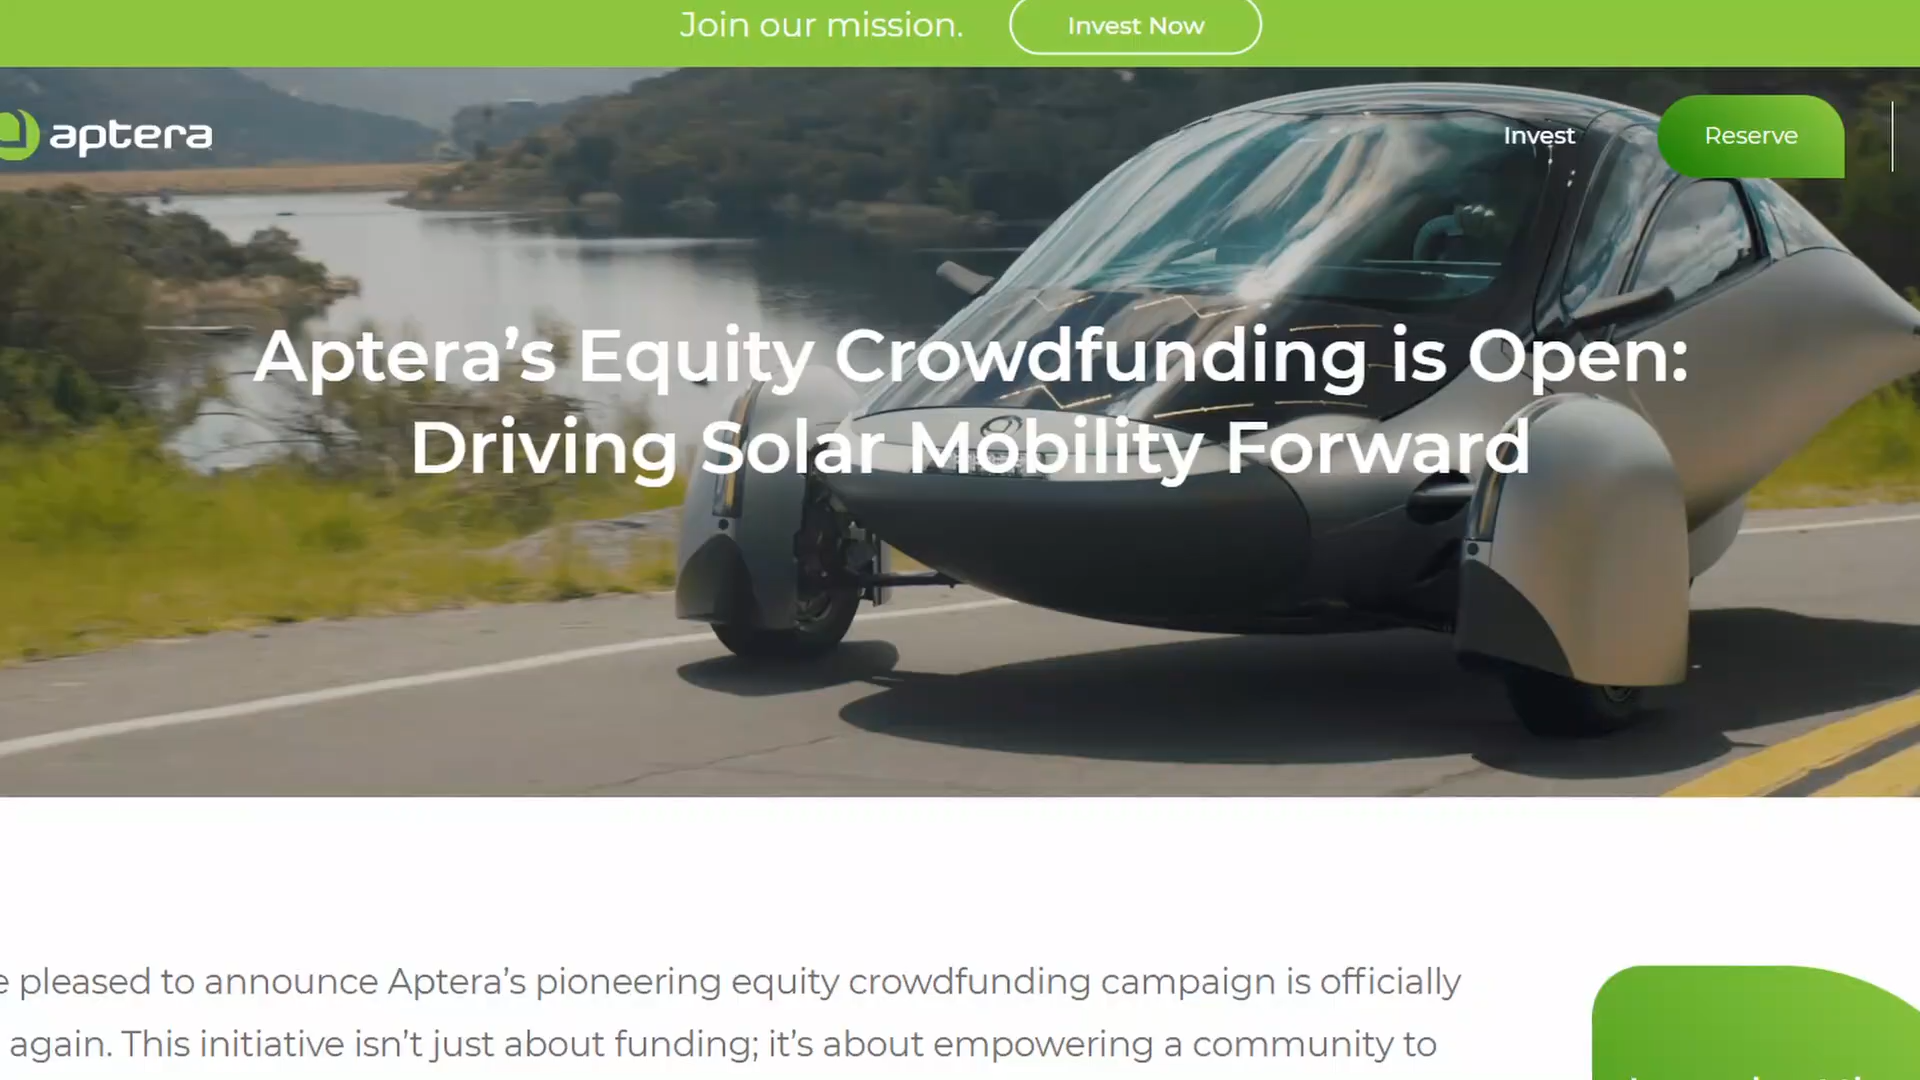 Join our mission.
Invest Now
aptera
Invest
Reserve
Aptera’s Equity Crowdfunding is Open:
Driving Solar Mobility Forward
pleased to announce Aptera’s pioneering equity crowdfunding campaign is officially
again. This initiative isn’t just about funding; it’s about empowering a community to